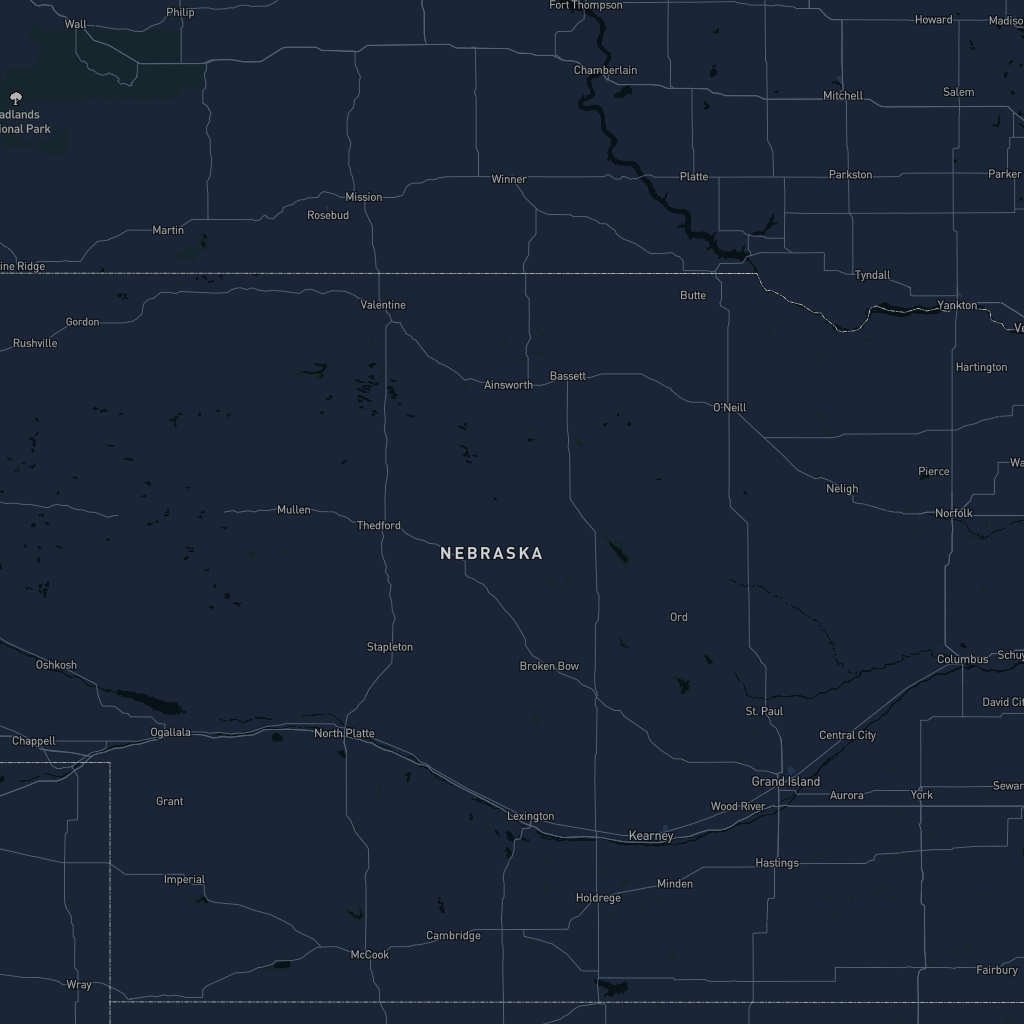 Fort Thompson
Philip
Wall
Howard
Madiso
Chamberlain
Salem
Mitchell
adlands
ional Park
Winner
Platte
Parkston
Parker
Mission
Rosebud
Martin
ine Ridge
Tyndall
Butte
Valentine
Yankton
Gordon
Ve
Rushville
Hartington
Bassett
Ainsworth
O'Neill
Wa
Pierce
Neligh
Mullen
Norfolk
Thedford
NEBRASKA
Ord
Stapleton
Schuy
Columbus
Oshkosh
Broken Bow
David Cit
St. Paul
Ogallala
North Platte
Central City
Chappell
Grand Island
Sewar
Aurora
York
Grant
Wood River
Lexington
Kearney
Hastings
Imperial
Minden
Holdrege
Cambridge
McCook
Fairbury
Wray